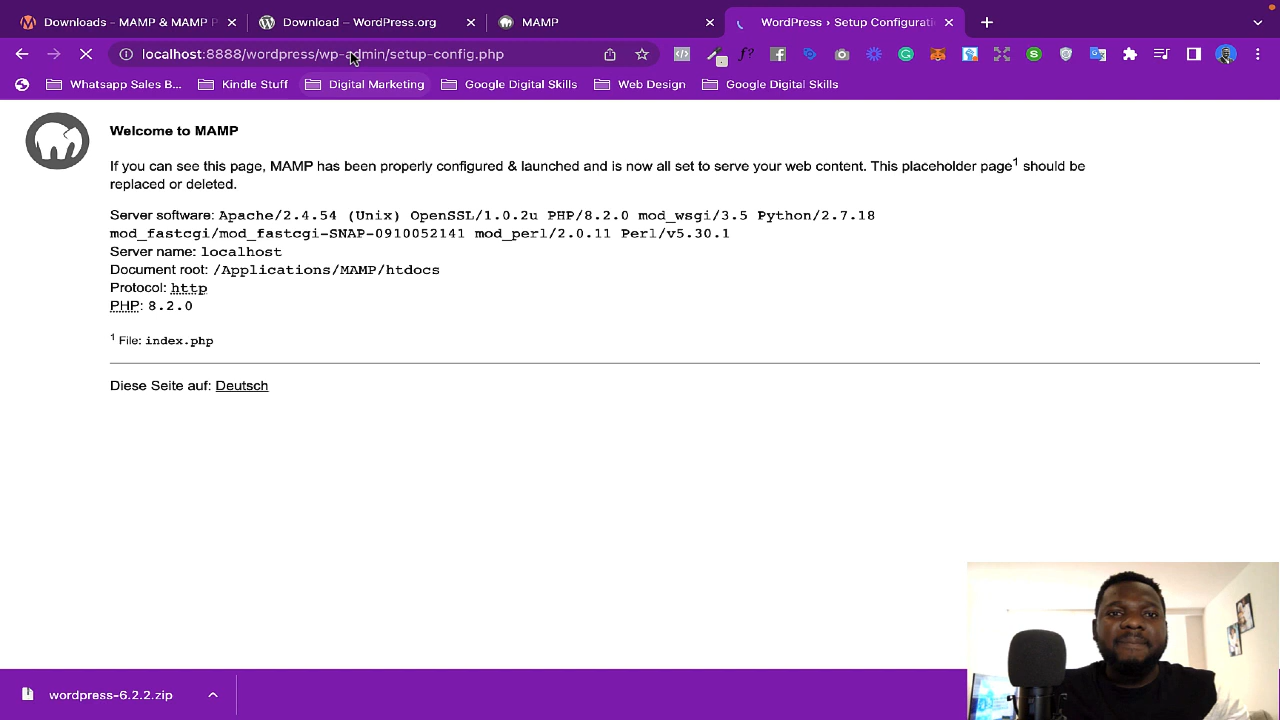 Downloads – MAMP & MAMP P
Download – WordPress.org
MAMP
WordPress › Setup Configurati
localhost:8888/wordpress/wp-admin/setup-config.php
Whatsapp Sales B...
Kindle Stuff
Digital Marketing
Google Digital Skills
Web Design
Google Digital Skills
Welcome to MAMP
If you can see this page, MAMP has been properly configured & launched and is now all set to serve your web content. This placeholder page1 should be
replaced or deleted.
Server software: Apache/2.4.54 (Unix) OpenSSL/1.0.2u PHP/8.2.0 mod_wsgi/3.5 Python/2.7.18
mod_fastcgi/mod_fastcgi-SNAP-0910052141 mod_perl/2.0.11 Perl/v5.30.1
Server name: localhost
Document root: /Applications/MAMP/htdocs
Protocol: http
PHP: 8.2.0
1 File: index.php
Diese Seite auf: Deutsch
wordpress-6.2.2.zip